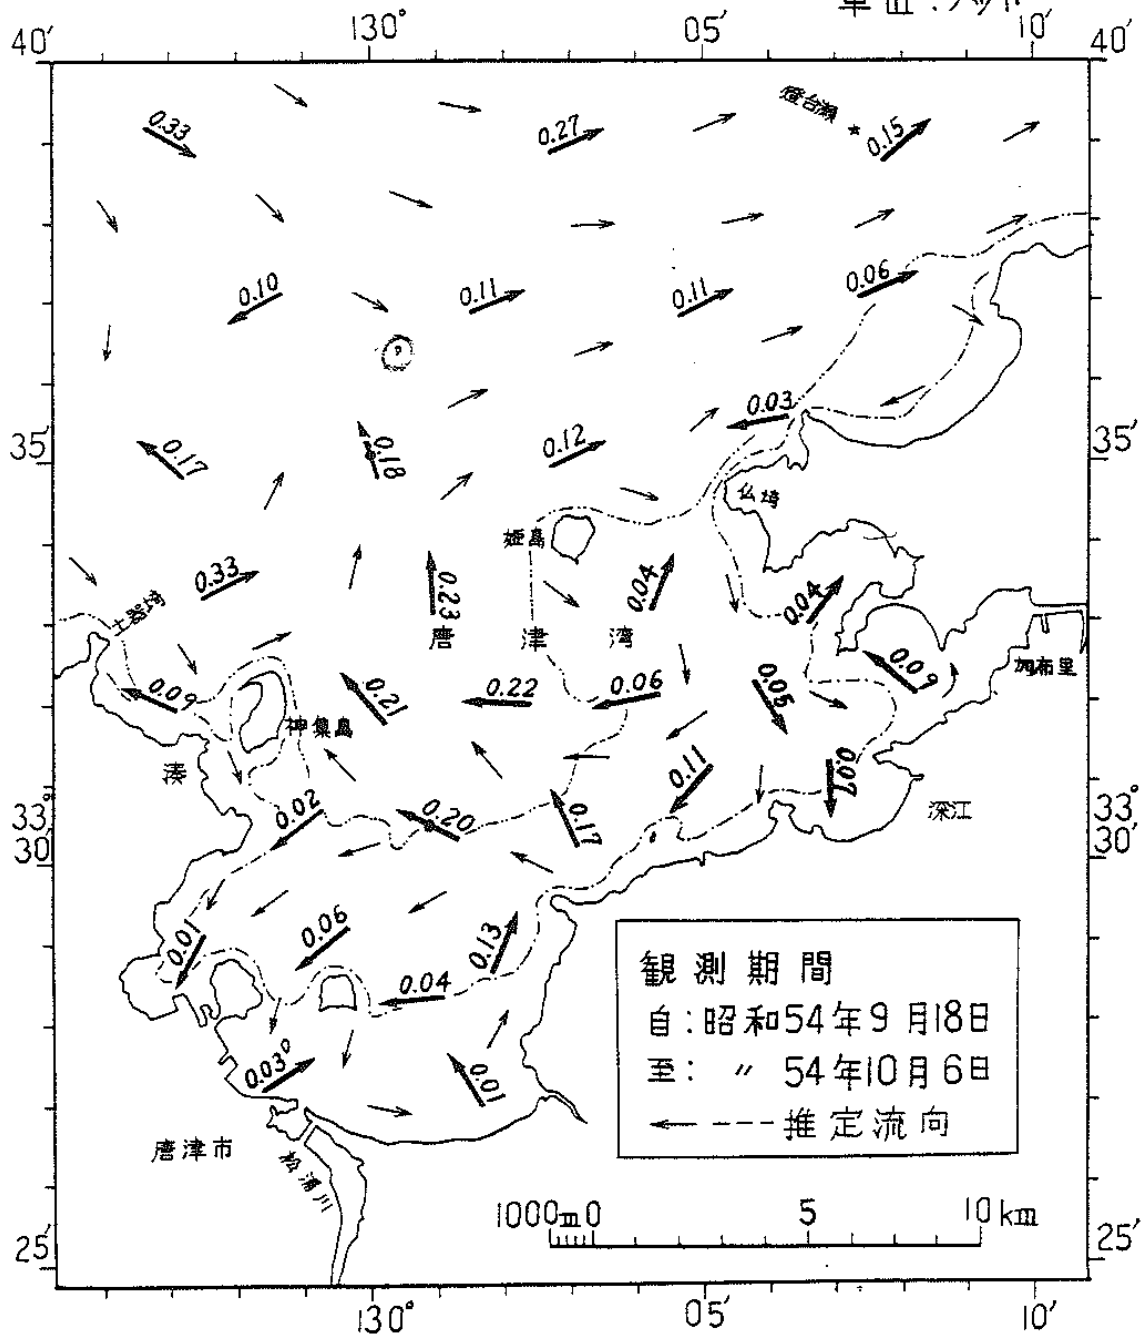 単位:ノット
130° 05′ 10′
40′ 40′
燈台瀬
0.33 0.27 0.15
0.10 0.11 0.11 0.06
0.03
35′ 0.17 0.18 0.12 35′
仏埼
姫島
0.33 0.23 0.04 0.04
土器埼
唐津湾
0.09 0.21 0.22 0.06 0.05 0.09
加布里
神集島
湊
0.11 0.07
深江
33° 30′ 0.02 0.20 0.17 33° 30′
0.01 0.06 0.13
0.04
観測期間
自:昭和54年9月18日
至: 〃 54年10月6日
←---推定流向
0.03 0.01
唐津市
松浦川
1000m0 5 10km
25′ 25′
130° 05′ 10′